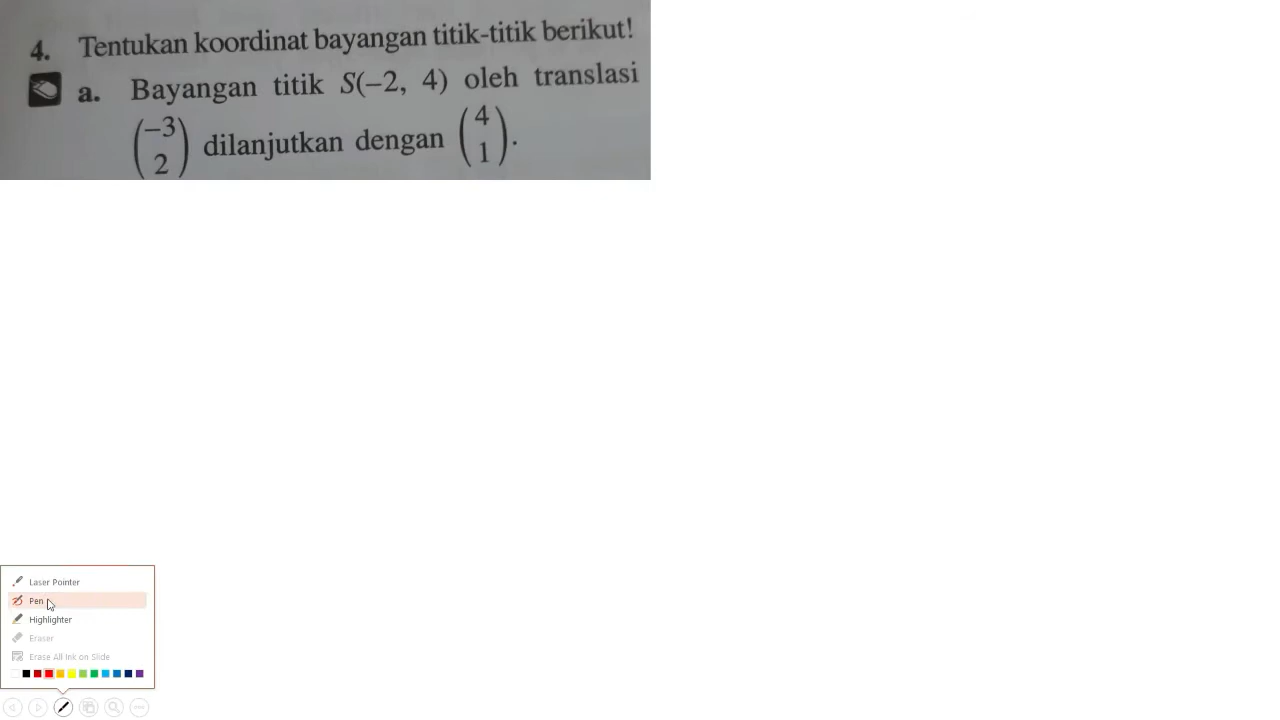 4. Tentukan koordinat bayangan titik-titik berikut!
a. Bayangan titik S(–2, 4) oleh translasi
(–3 2) dilanjutkan dengan (4 1).
Laser Pointer
Pen
Highlighter
Eraser
Erase All Ink on Slide